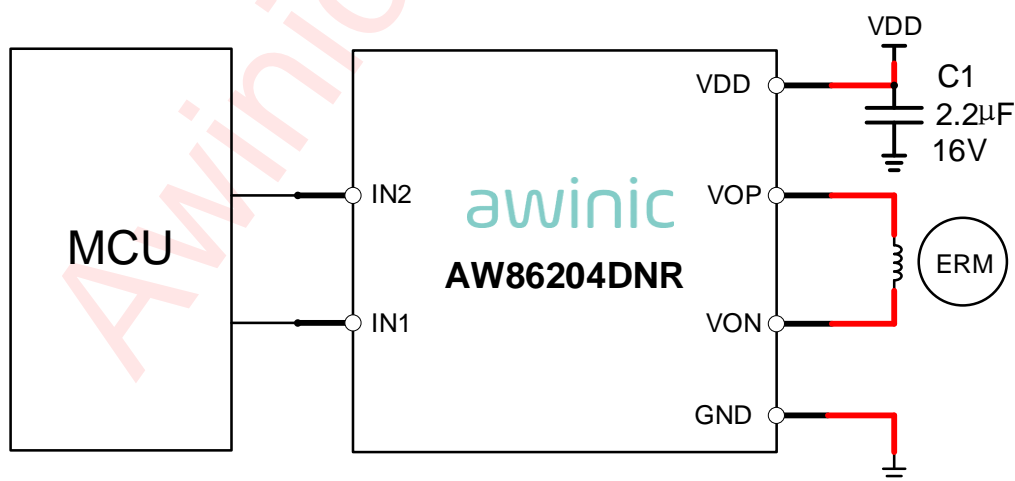 VDD
VDD
C1
2.2μF
16V
IN2
awinic
VOP
MCU
AW86204DNR
ERM
IN1
VON
GND
Awinic